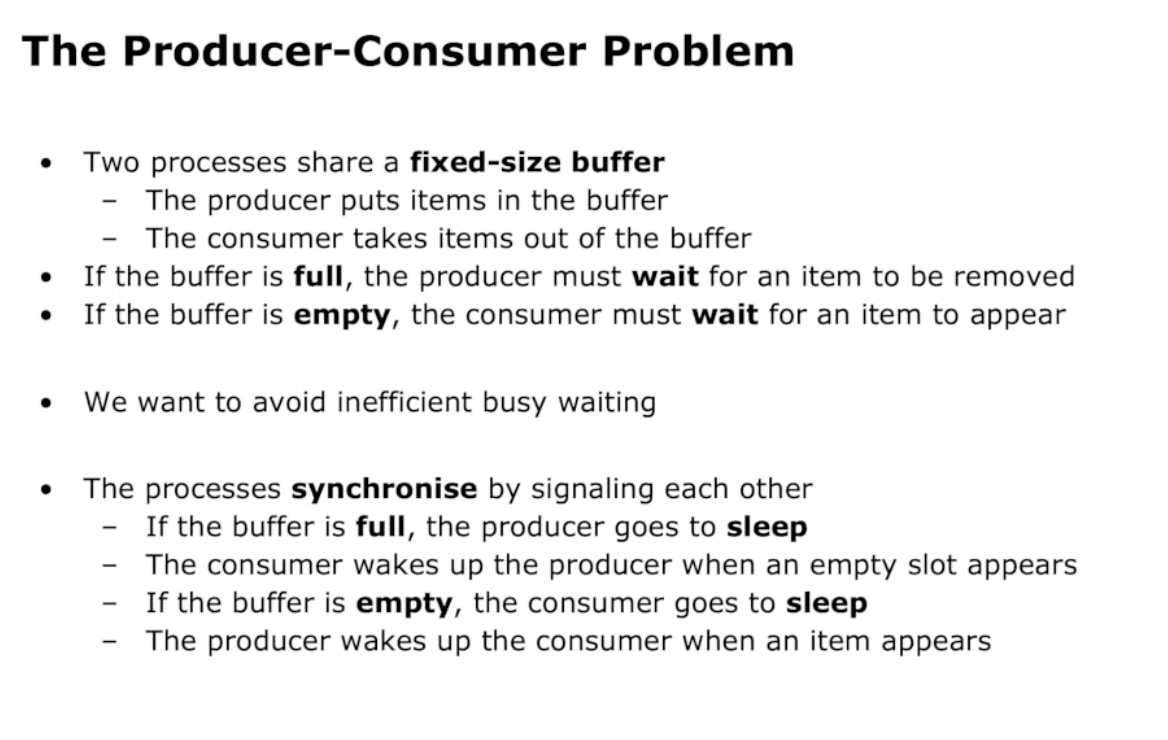 The Producer-Consumer Problem
• Two processes share a fixed-size buffer
– The producer puts items in the buffer
– The consumer takes items out of the buffer
• If the buffer is full, the producer must wait for an item to be removed
• If the buffer is empty, the consumer must wait for an item to appear
• We want to avoid inefficient busy waiting
• The processes synchronise by signaling each other
– If the buffer is full, the producer goes to sleep
– The consumer wakes up the producer when an empty slot appears
– If the buffer is empty, the consumer goes to sleep
– The producer wakes up the consumer when an item appears